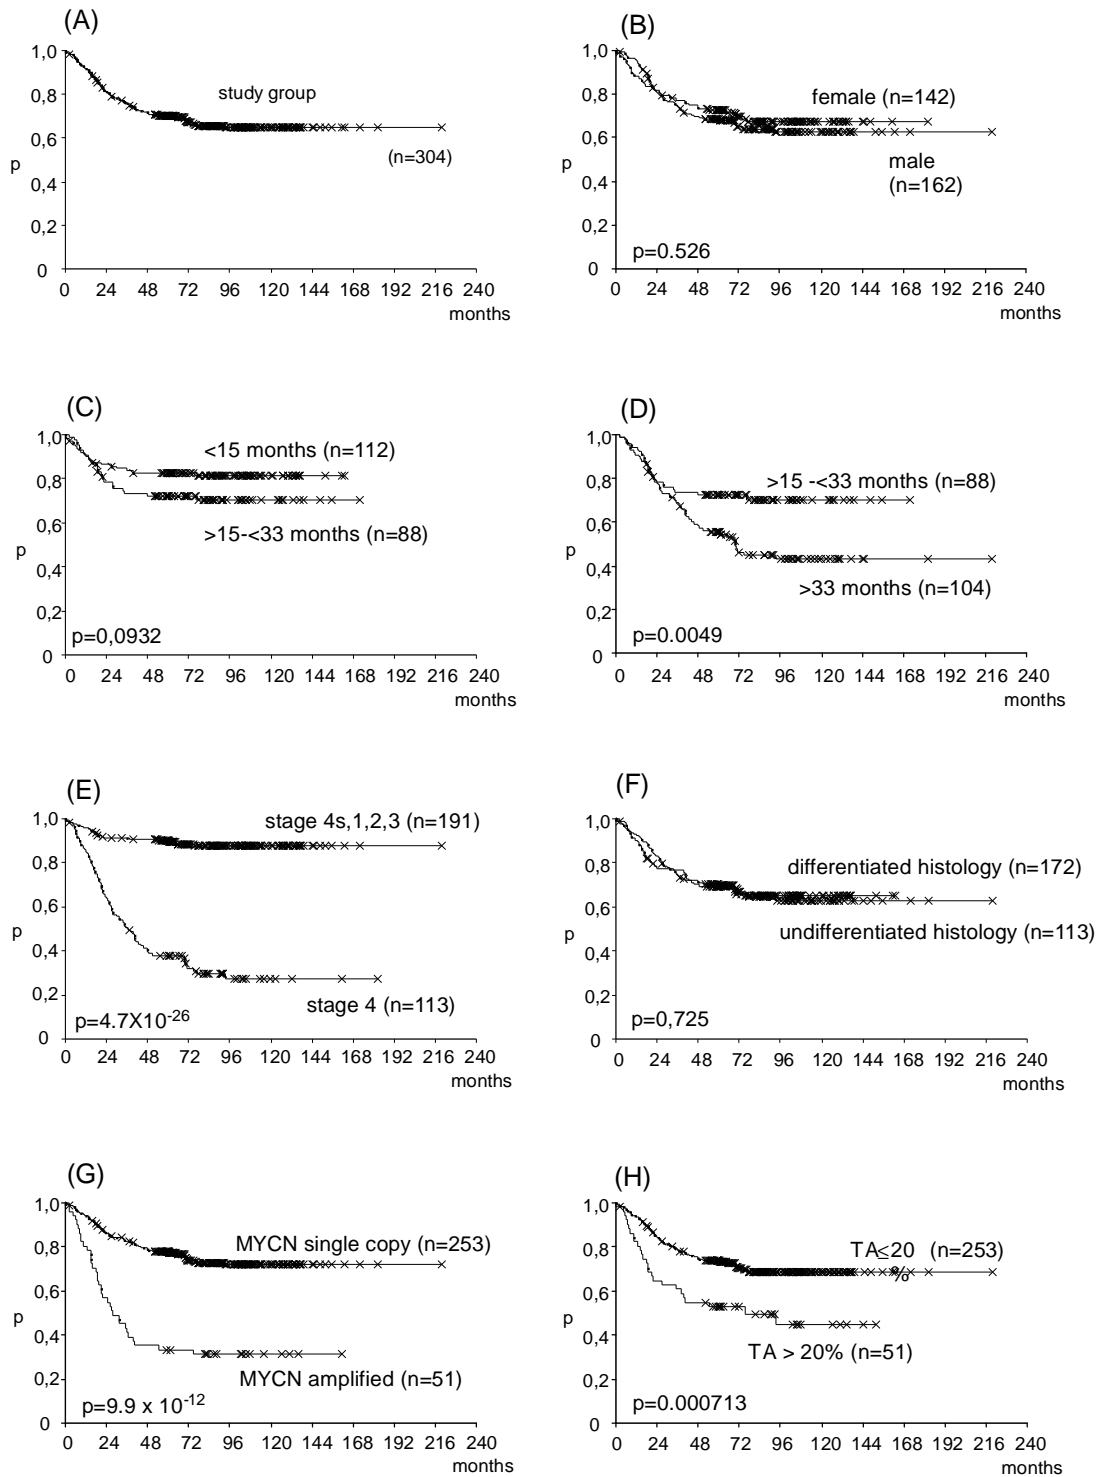 (A)
1,0
0,8
0,6
p
0,4
0,2
0
study group
(n=304)
0 24 48 72 96 120 144 168 192 216 240
months
(B)
1,0
0,8
0,6
p
0,4
0,2
0
female (n=142)
male
(n=162)
p=0.526
0 24 48 72 96 120 144 168 192 216 240
months
(C)
1,0
0,8
0,6
p
0,4
0,2
0
<15 months (n=112)
>15-<33 months (n=88)
p=0,0932
0 24 48 72 96 120 144 168 192 216 240
months
(D)
1,0
0,8
0,6
p
0,4
0,2
0
>15 -<33 months (n=88)
>33 months (n=104)
p=0.0049
0 24 48 72 96 120 144 168 192 216 240
months
(E)
1,0
0,8
0,6
p
0,4
0,2
0
stage 4s,1,2,3 (n=191)
stage 4 (n=113)
p=4.7X10-26
0 24 48 72 96 120 144 168 192 216 240
months
(F)
1,0
0,8
0,6
p
0,4
0,2
0
differentiated histology (n=172)
undifferentiated histology (n=113)
p=0,725
0 24 48 72 96 120 144 168 192 216 240
months
(G)
1,0
0,8
0,6
p
0,4
0,2
0
MYCN single copy (n=253)
MYCN amplified (n=51)
p=9.9 x 10-12
0 24 48 72 96 120 144 168 192 216 240
months
(H)
1,0
0,8
0,6
p
0,4
0,2
0
TA≤20 (n=253)
%
TA > 20% (n=51)
p=0.000713
0 24 48 72 96 120 144 168 192 216 240
months